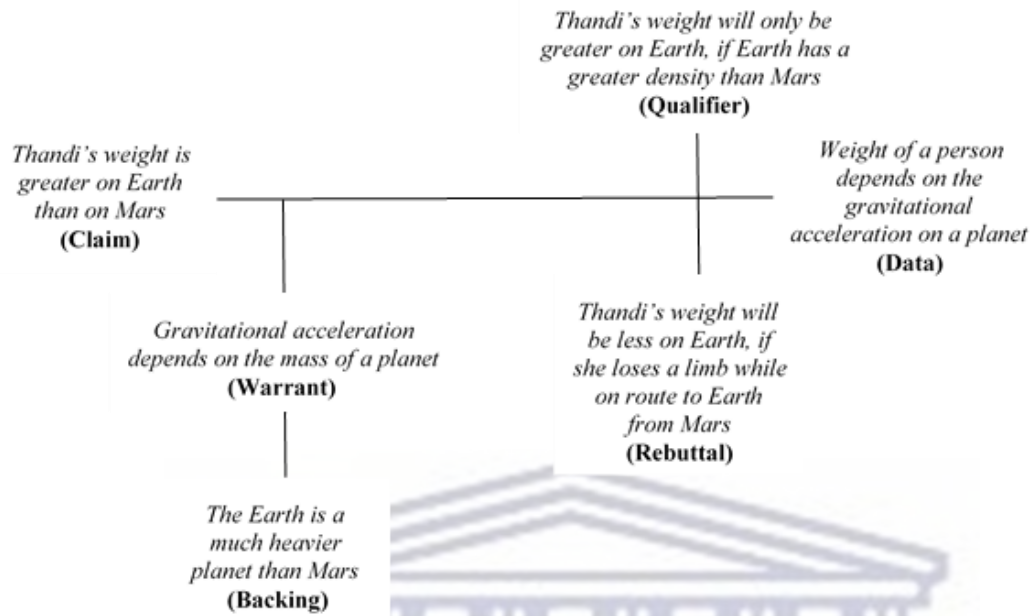 Thandi's weight will only be
greater on Earth, if Earth has a
greater density than Mars
(Qualifier)
Thandi's weight is
greater on Earth
than on Mars
(Claim)
Weight of a person
depends on the
gravitational
acceleration on a planet
(Data)
Gravitational acceleration
depends on the mass of a planet
(Warrant)
Thandi's weight will
be less on Earth, if
she loses a limb while
on route to Earth
from Mars
(Rebuttal)
The Earth is a
much heavier
planet than Mars
(Backing)